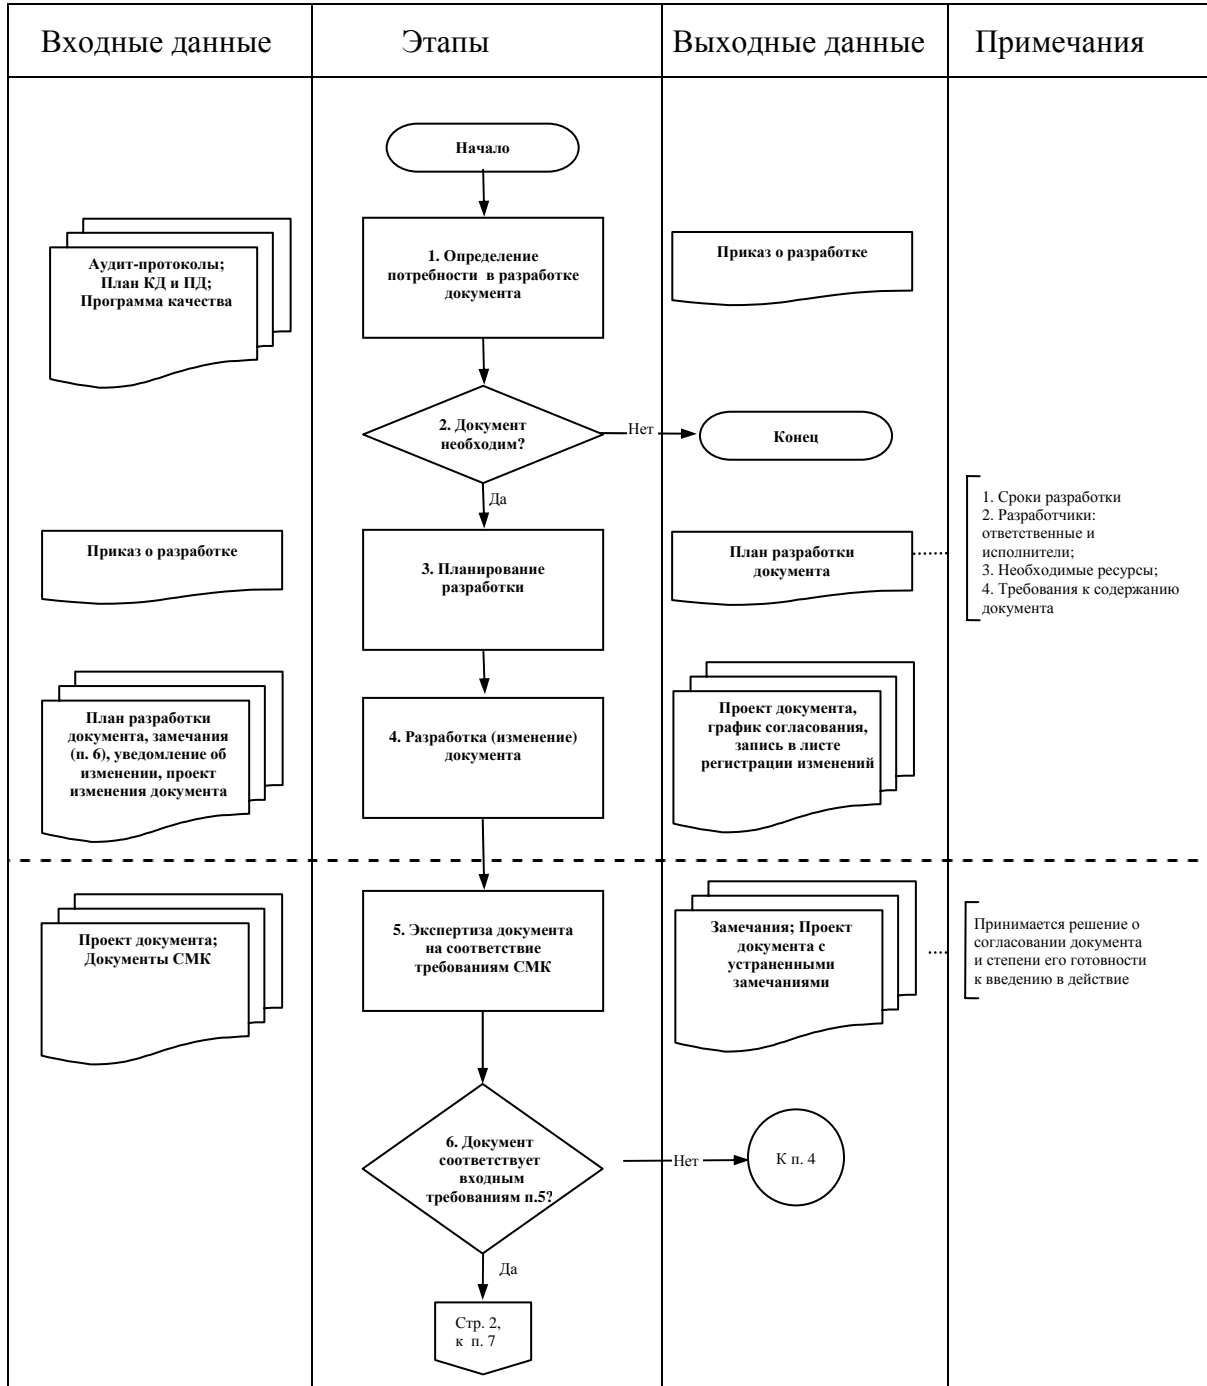 Входные данные
Этапы
Выходные данные
Примечания
Начало
Аудит-протоколы;
План КД и ПД;
Программа качества
1. Определение
потребности в разработке
документа
Приказ о разработке
2. Документ
необходим?
Нет
Конец
Да
Приказ о разработке
3. Планирование
разработки
План разработки
документа
1. Сроки разработки
2. Разработчики:
ответственные и
исполнители;
3. Необходимые ресурсы;
4. Требования к содержанию
документа
План разработки
документа, замечания
(п. 6), уведомление об
изменении, проект
изменения документа
4. Разработка (изменение)
документа
Проект документа,
график согласования,
запись в листе
регистрации изменений
Проект документа;
Документы СМК
5. Экспертиза документа
на соответствие
требованиям СМК
Замечания; Проект
документа с
устраненными
замечаниями
Принимается решение о
согласовании документа
и степени его готовности
к введению в действие
6. Документ
соответствует
входным
требованиям п.5?
Нет
К п. 4
Да
Стр. 2,
к п. 7